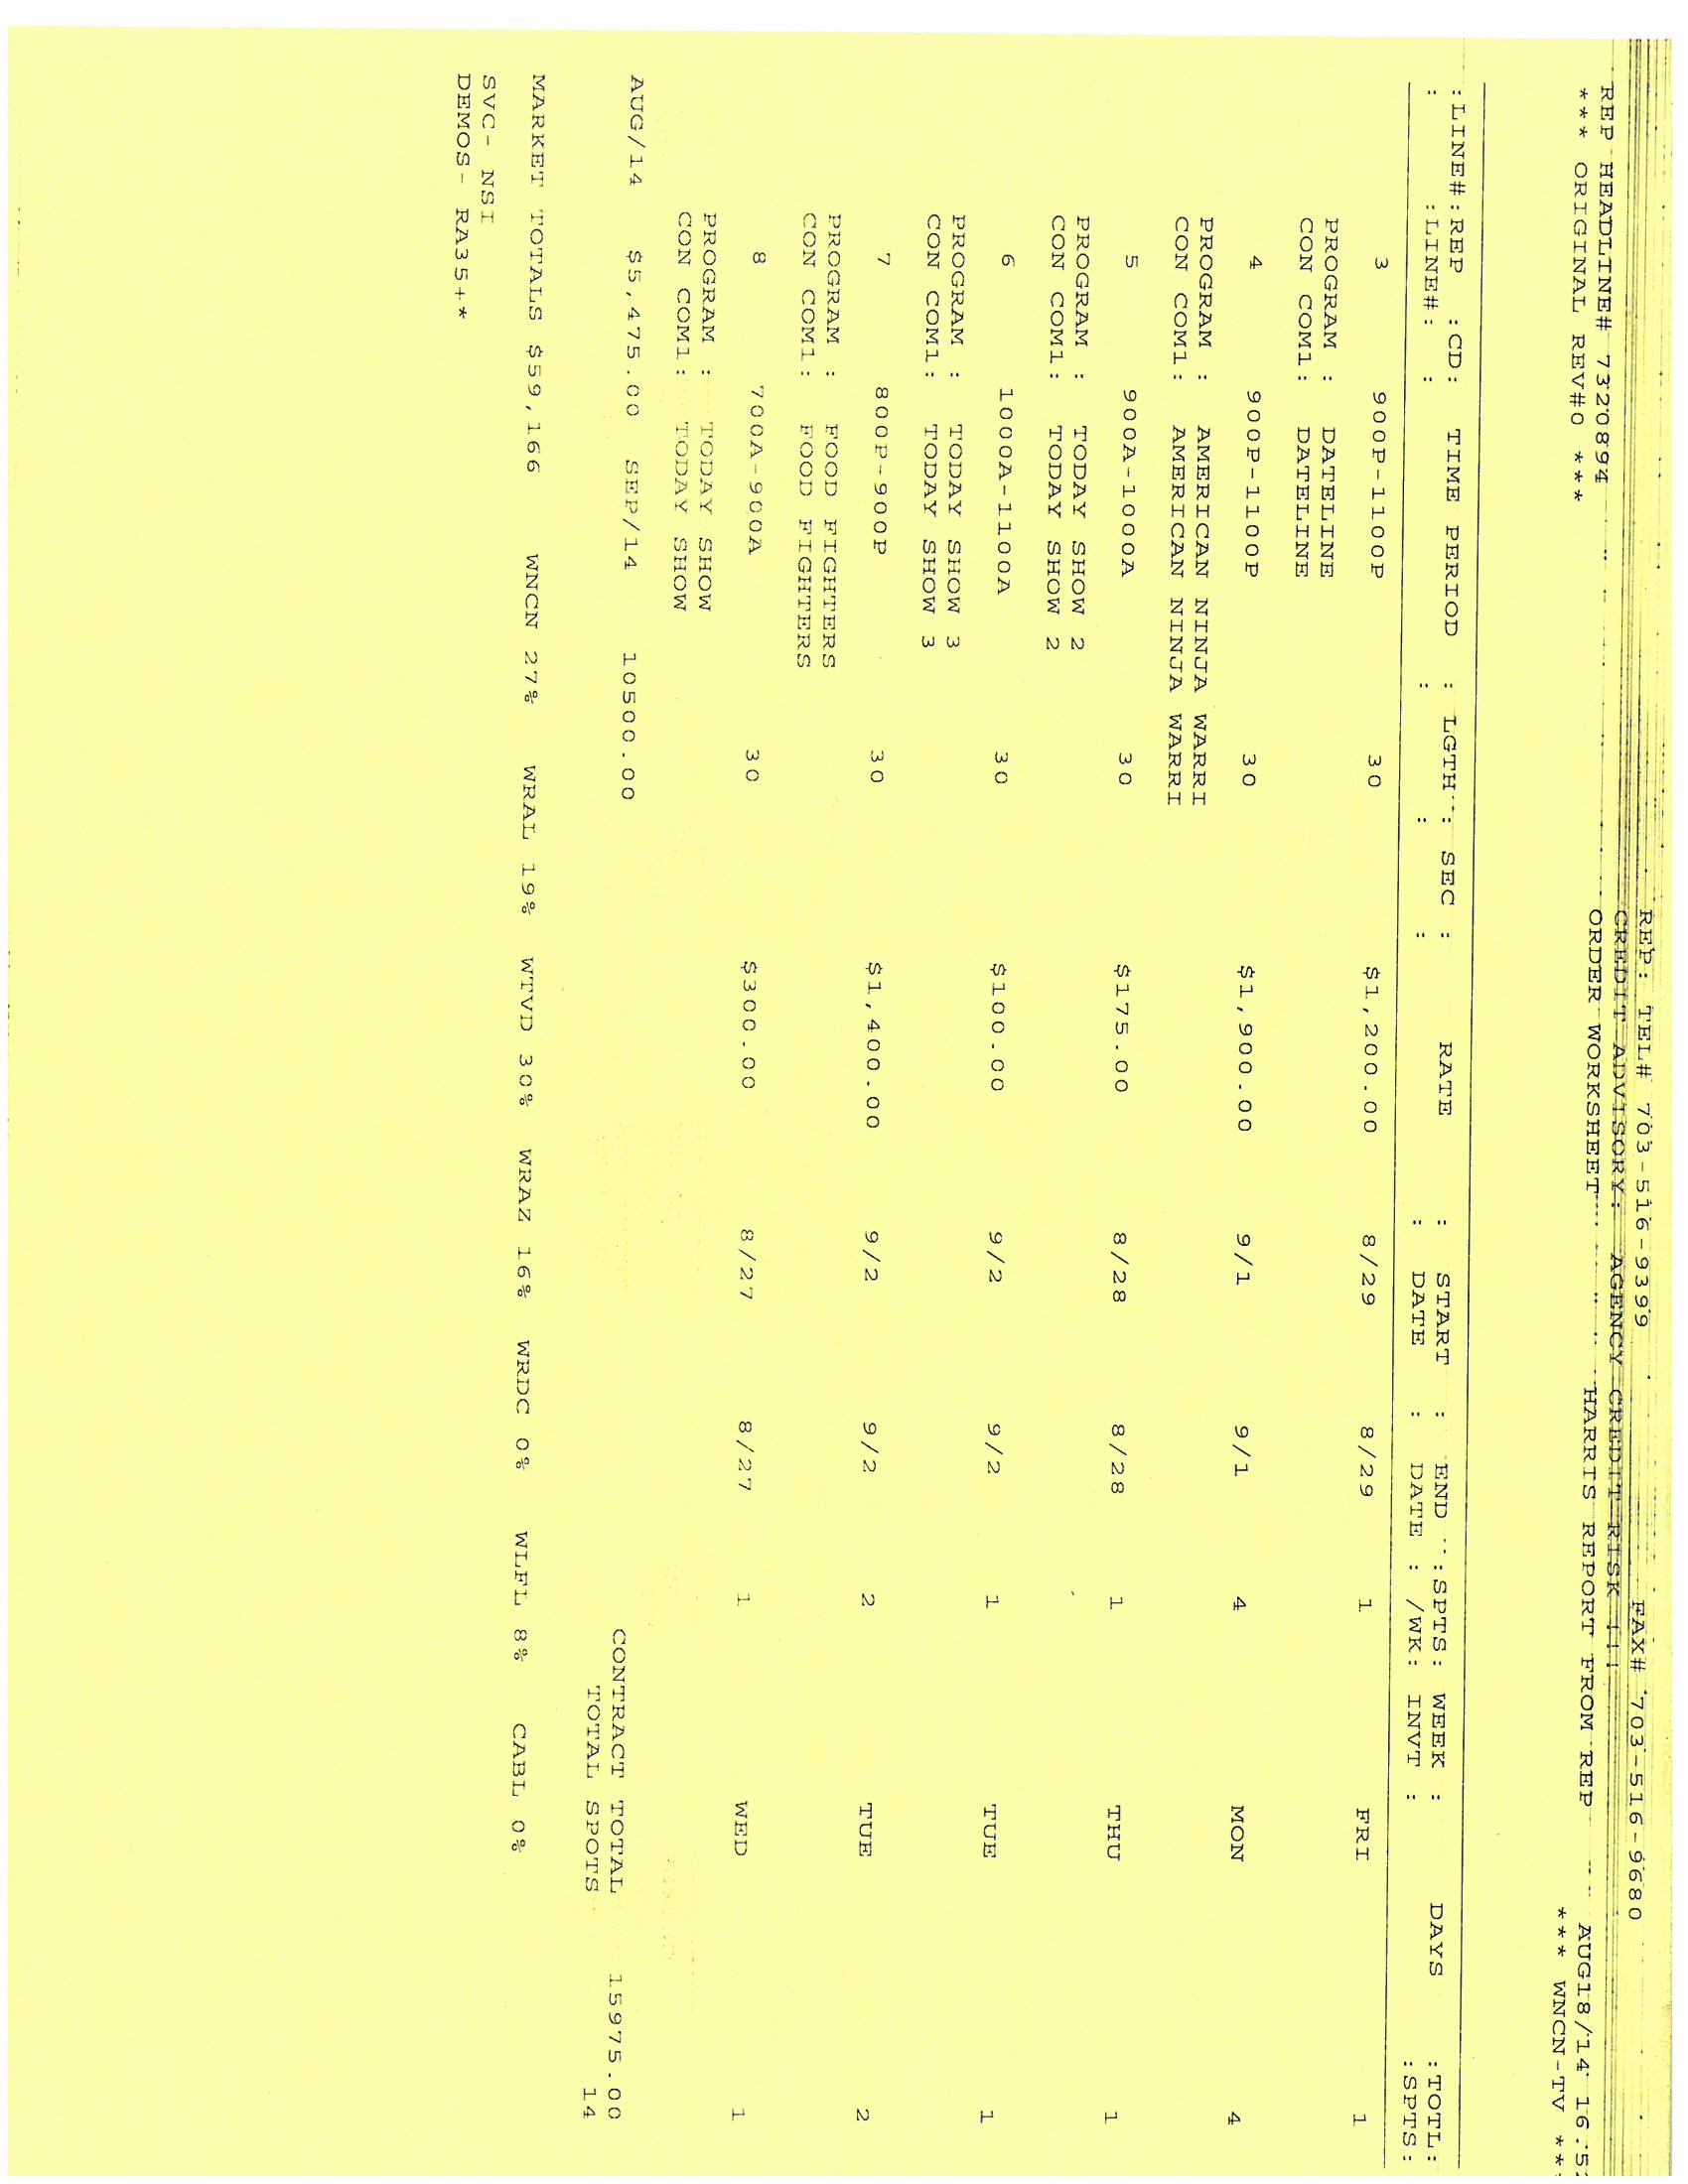 REP: TEL# 703-516-9399 FAX# 703-516-9680
CREDIT ADVISORY: AGENCY CREDIT RISK !!!
REP HEADLINE# 7320894 ORDER WORKSHEET HARRIS REPORT FROM REP AUG18/14 16.5
*** ORIGINAL REV#0 *** *** WNCN-TV ***
:LINE#:REP :CD: TIME PERIOD : LGTH : SEC : RATE : START : END :SPTS: WEEK : DAYS :TOTL:
: :LINE#: : : : : : DATE : DATE : /WK: INVT : :SPTS:
3 900P-1100P 30 $1,200.00 8/29 8/29 1 FRI 1
PROGRAM : DATELINE
CON COM1: DATELINE
4 900P-1100P 30 $1,900.00 9/1 9/1 4 MON 4
PROGRAM : AMERICAN NINJA WARRI
CON COM1: AMERICAN NINJA WARRI
5 900A-1000A 30 $175.00 8/28 8/28 1 THU 1
PROGRAM : TODAY SHOW 2
CON COM1: TODAY SHOW 2
6 1000A-1100A 30 $100.00 9/2 9/2 1 TUE 1
PROGRAM : TODAY SHOW 3
CON COM1: TODAY SHOW 3
7 800P-900P 30 $1,400.00 9/2 9/2 2 TUE 2
PROGRAM : FOOD FIGHTERS
CON COM1: FOOD FIGHTERS
8 700A-900A 30 $300.00 8/27 8/27 1 WED 1
PROGRAM : TODAY SHOW
CON COM1: TODAY SHOW
AUG/14 $5,475.00 SEP/14 10500.00 CONTRACT TOTAL 15975.00
TOTAL SPOTS 14
MARKET TOTALS $59,166 WNCN 27% WRAL 19% WTVD 30% WRAZ 16% WRDC 0% WLFL 8% CABL 0%
SVC- NSI
DEMOS- RA35+*